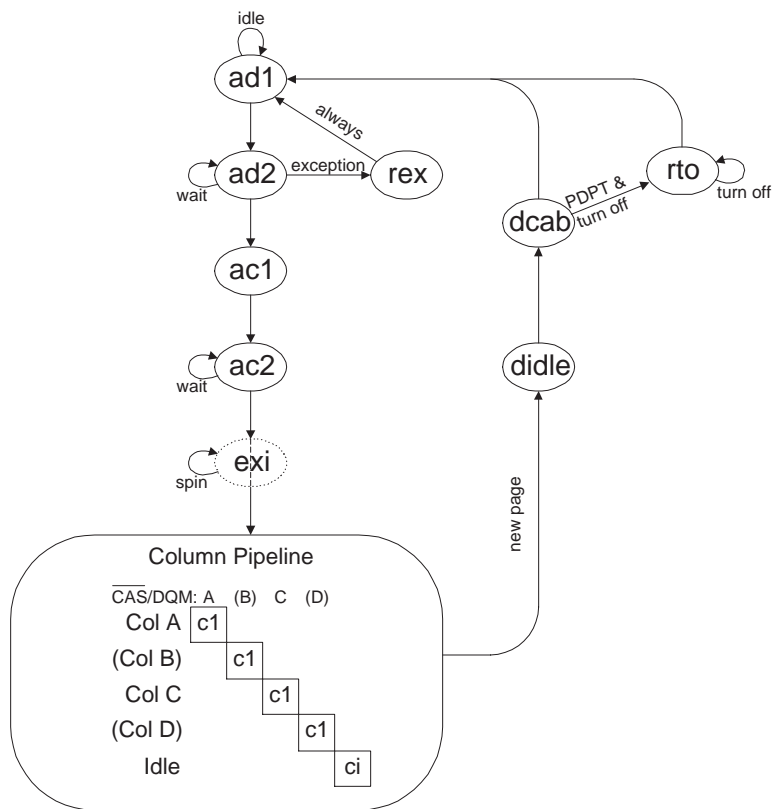 idle
ad1
always
ad2
wait
exception
rex
rto
turn off
PDPT &
turn off
dcab
ac1
ac2
wait
didle
exi
spin
new page
Column Pipeline
CAS/DQM: A (B) C (D)
Col A c1
(Col B) c1
Col C c1
(Col D) c1
Idle ci